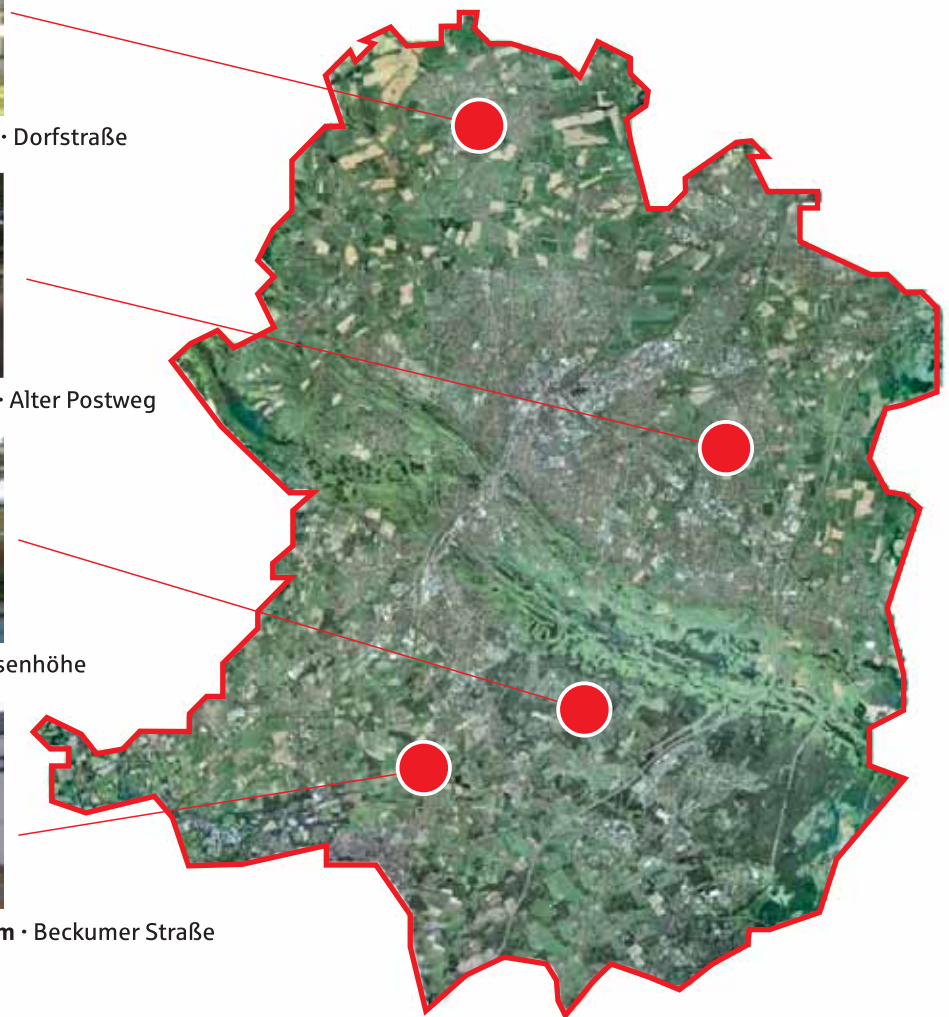 · Dorfstraße
· Alter Postweg
senhöhe
m · Beckumer Straße